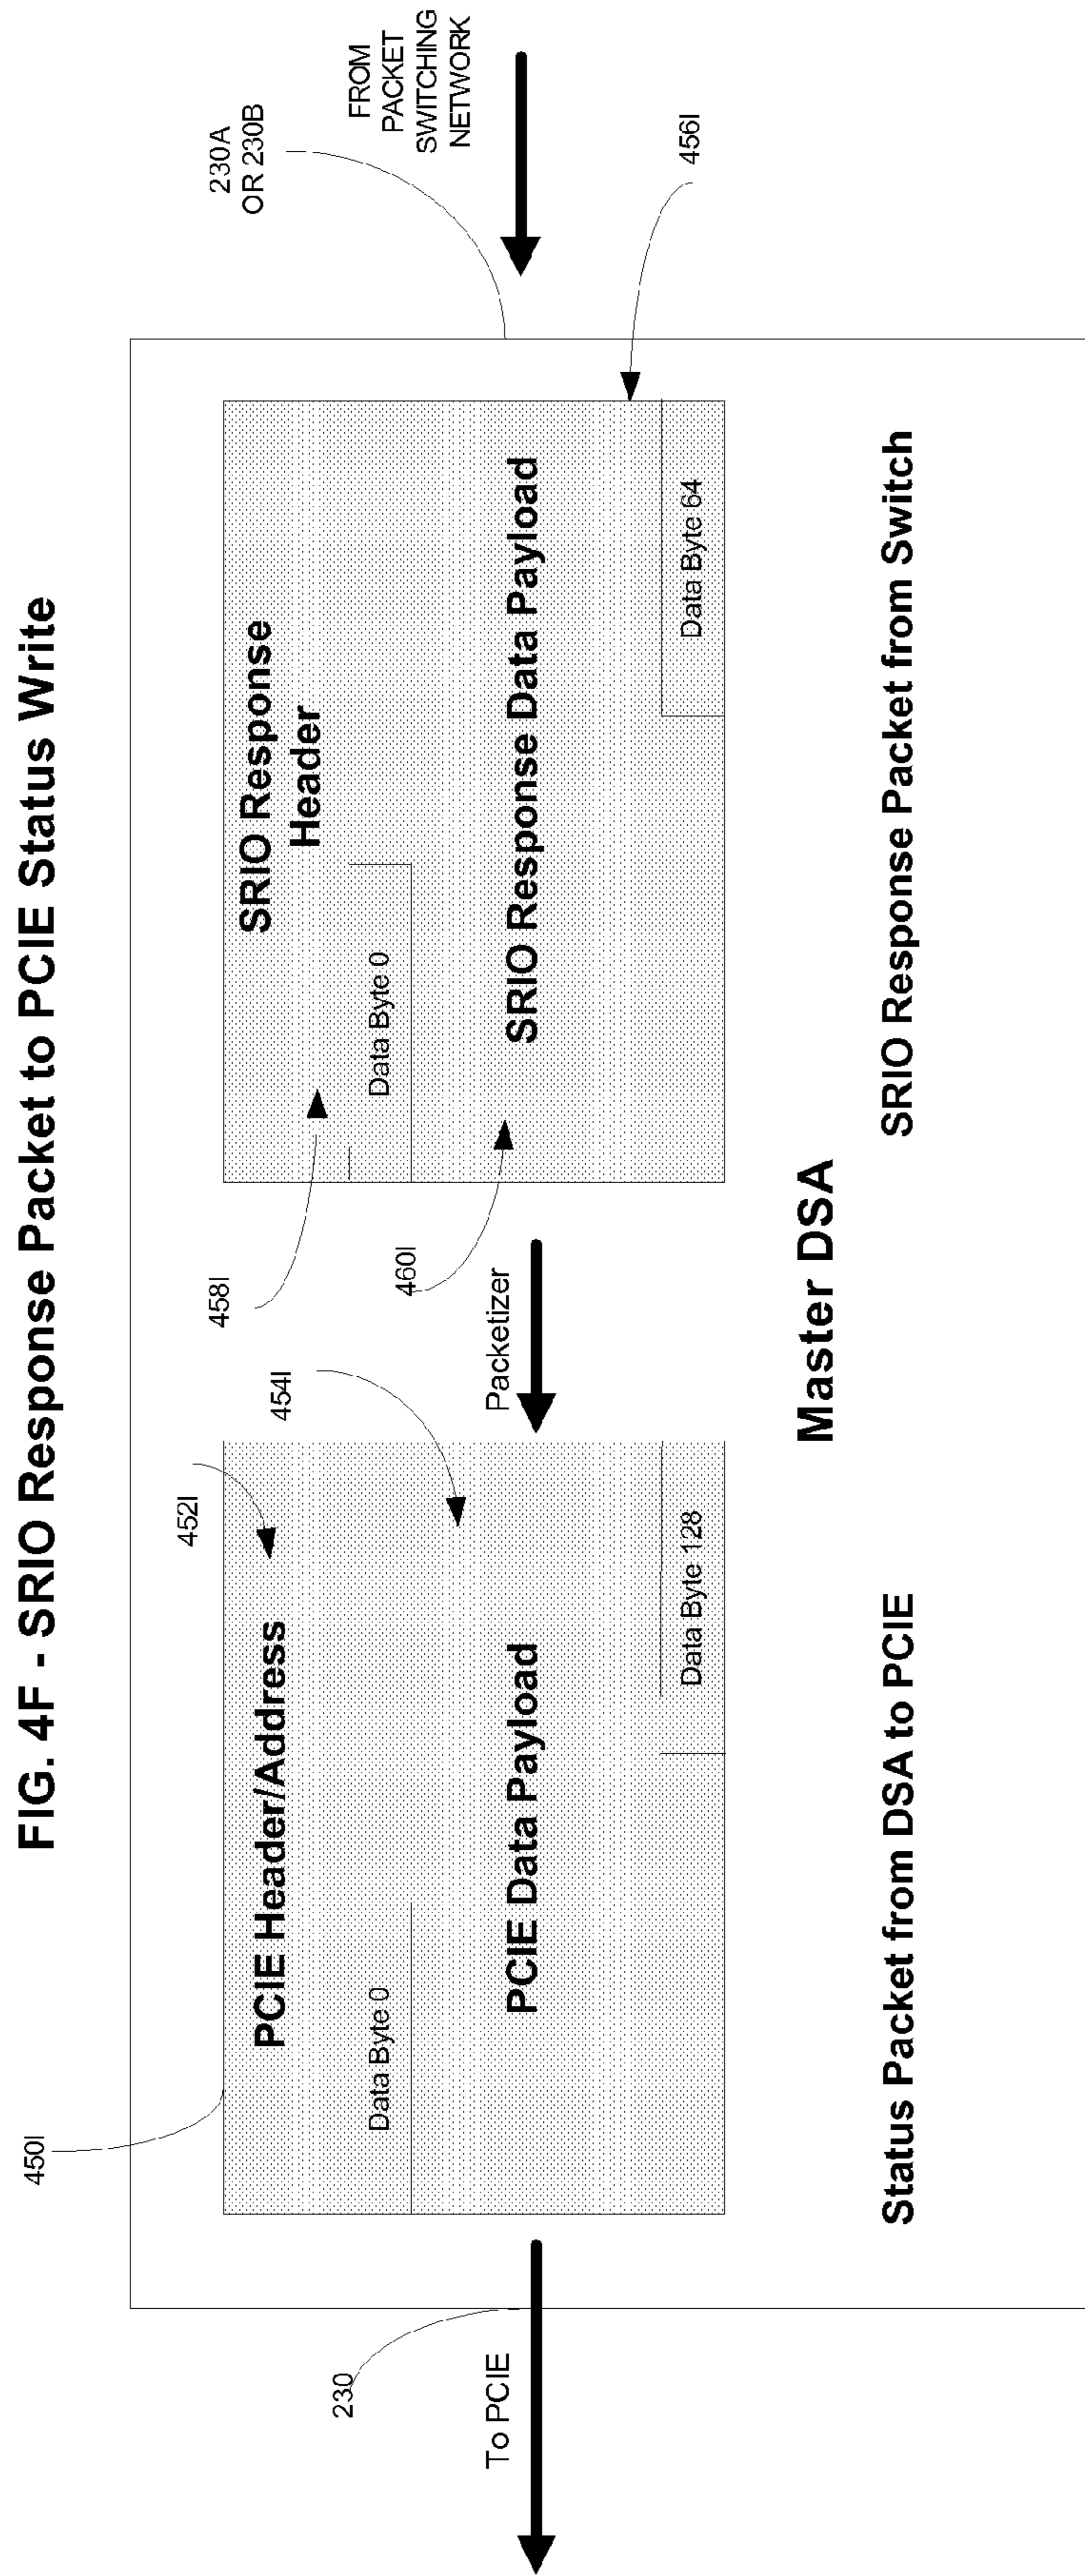 FIG. 4F - SRIO Response Packet to PCIE Status Write
450I
452I
454I
458I
460I
230A
OR 230B
FROM
PACKET
SWITCHING
NETWORK
456I
PCIE Header/Address
Data Byte 0
PCIE Data Payload
Data Byte 128
Packetizer
SRIO Response
Header
Data Byte 0
SRIO Response Data Payload
Data Byte 64
230
To PCIE
Master DSA
Status Packet from DSA to PCIE
SRIO Response Packet from Switch